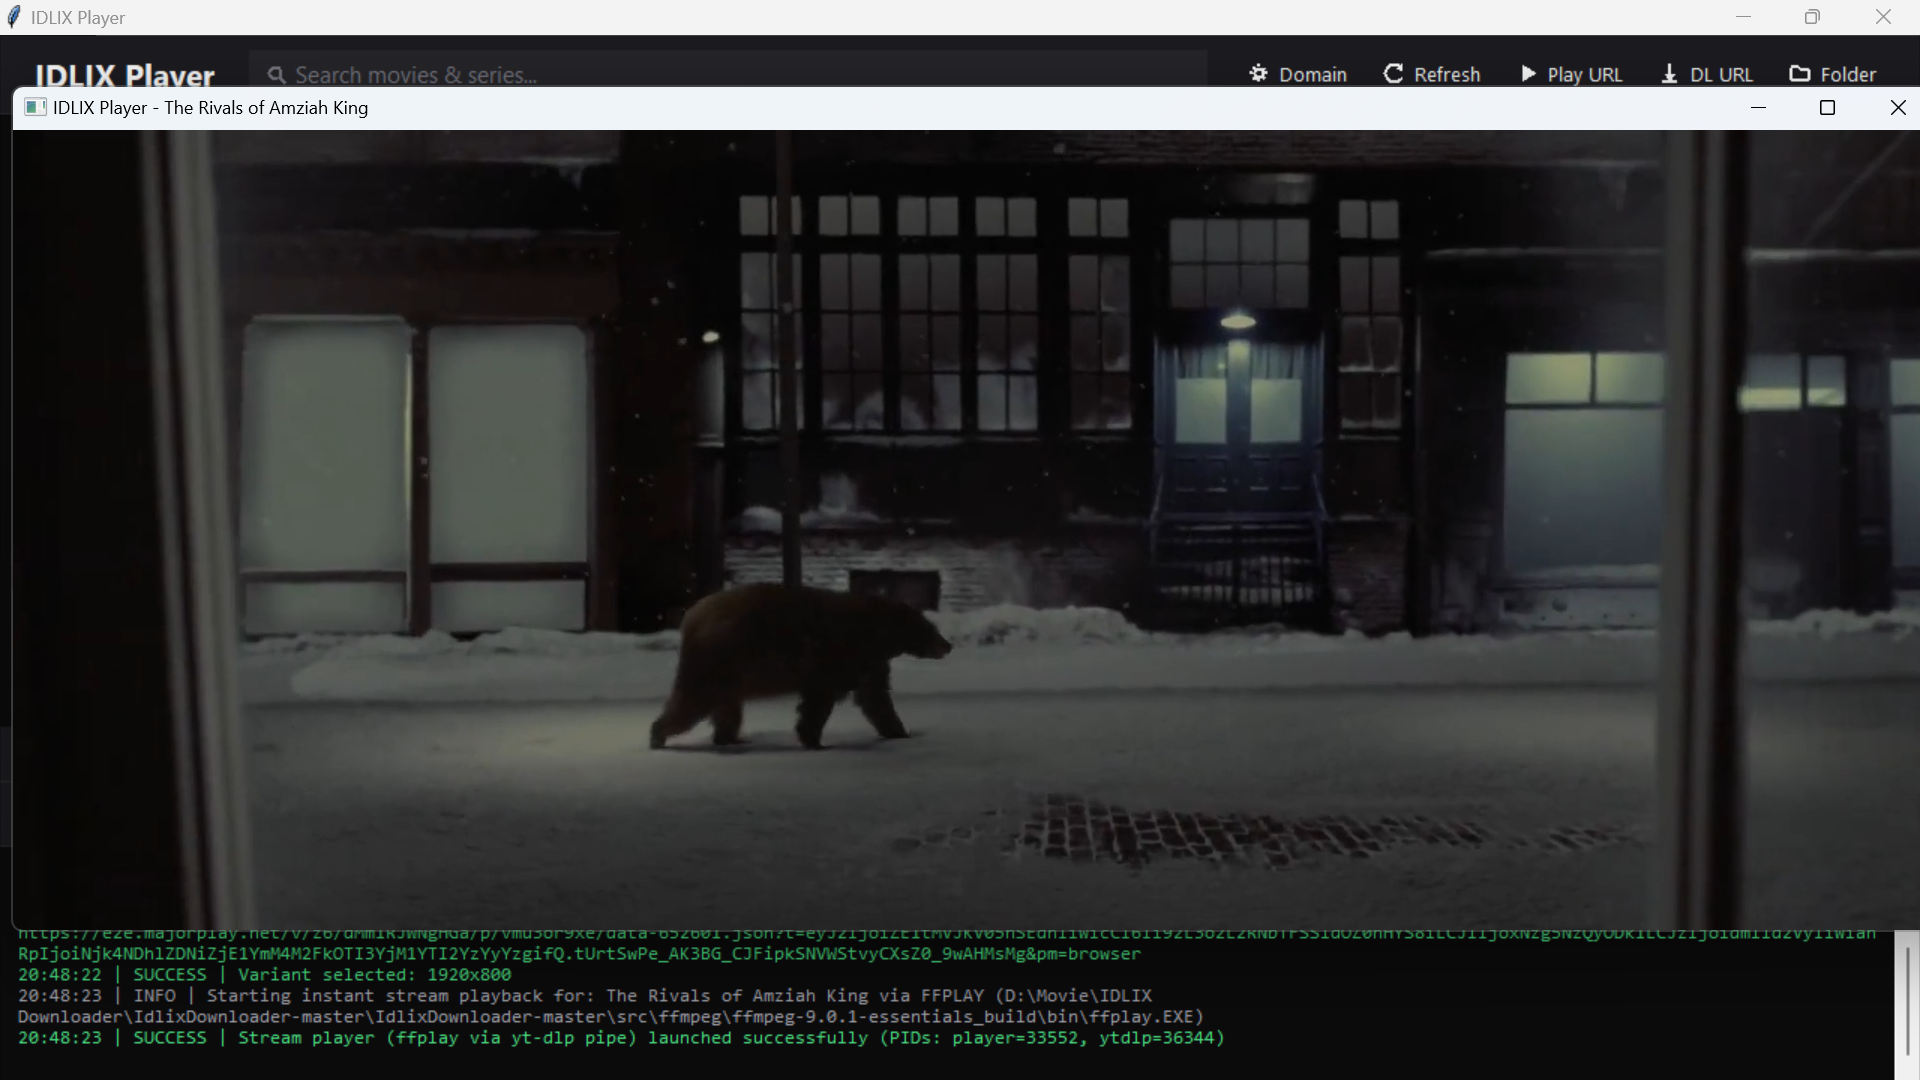 IDLIX Player
IDLIX Player
Search movies & series...
Domain
Refresh
Play URL
DL URL
Folder
IDLIX Player - The Rivals of Amziah King
20:48:22 | SUCCESS | Variant selected: 1920x800
20:48:23 | INFO | Starting instant stream playback for: The Rivals of Amziah King via FFPLAY (D:\Movie\IDLIX
Downloader\IdlixDownloader-master\IdlixDownloader-master\src\ffmpeg\ffmpeg-9.0.1-essentials_build\bin\ffplay.EXE)
20:48:23 | SUCCESS | Stream player (ffplay via yt-dlp pipe) launched successfully (PIDs: player=33552, ytdlp=36344)